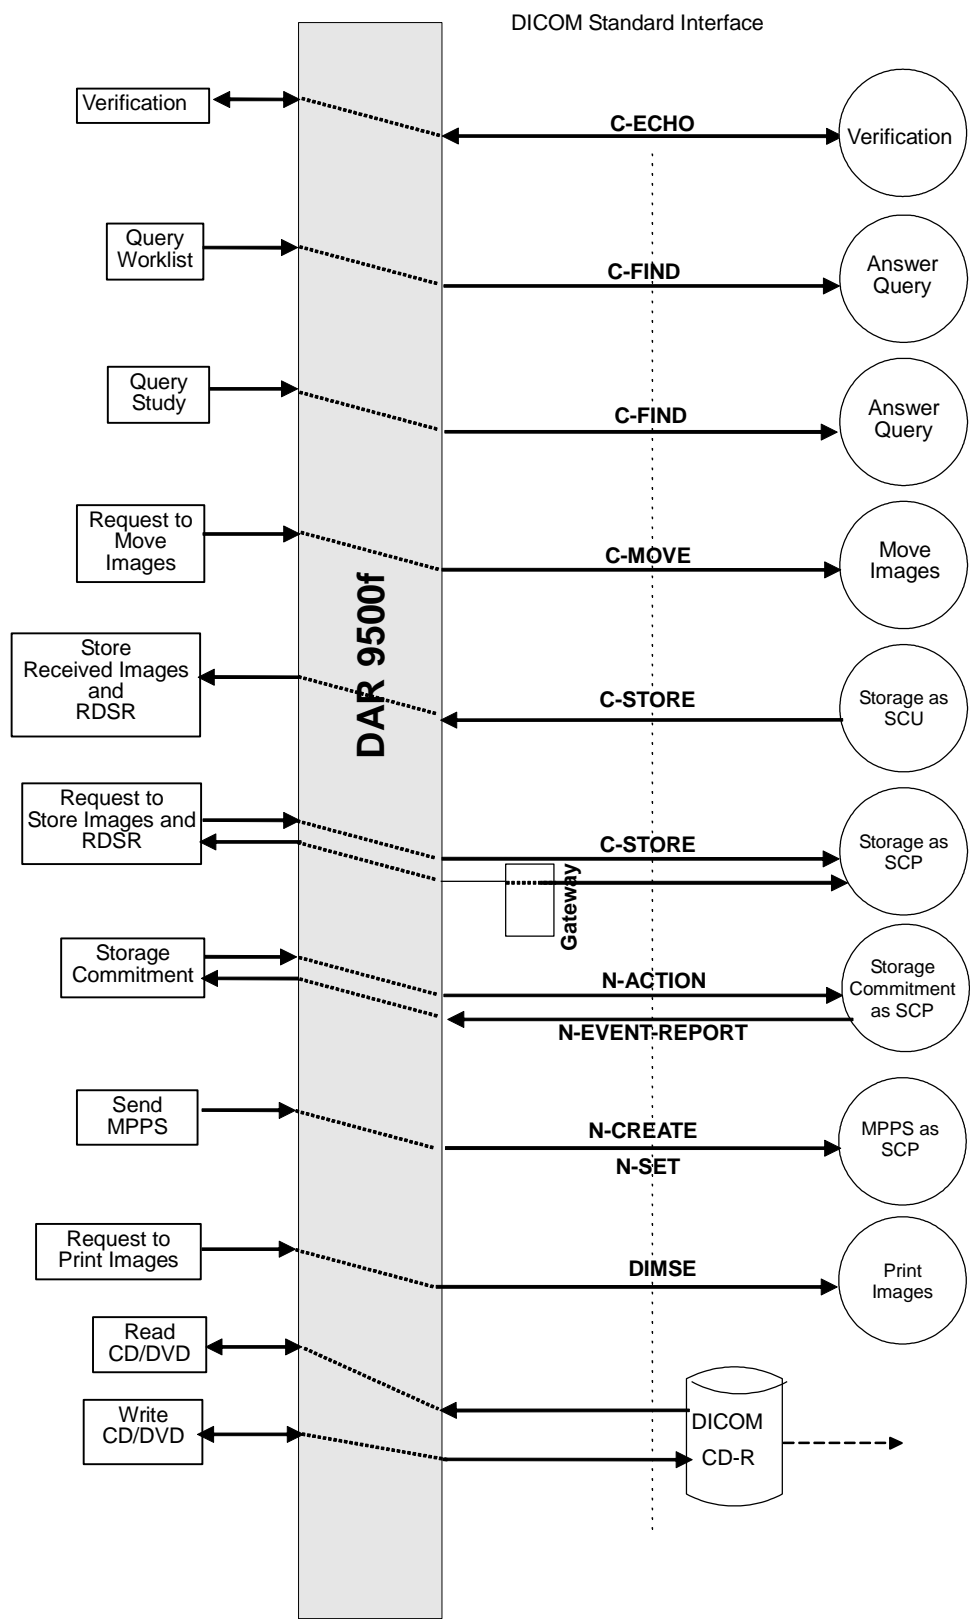 DICOM Standard Interface
Verification
C-ECHO
Verification
Query
Worklist
C-FIND
Answer
Query
Query
Study
C-FIND
Answer
Query
Request to
Move
Images
C-MOVE
Move
Images
DAR 9500f
Store
Received Images
and
RDSR
C-STORE
Storage as
SCU
Request to
Store Images and
RDSR
C-STORE
Storage as
SCP
Gateway
Storage
Commitment
N-ACTION
N-EVENT-REPORT
Storage
Commitment
as SCP
Send
MPPS
N-CREATE
N-SET
MPPS as
SCP
Request to
Print Images
DIMSE
Print
Images
Read
CD/DVD
Write
CD/DVD
DICOM
CD-R